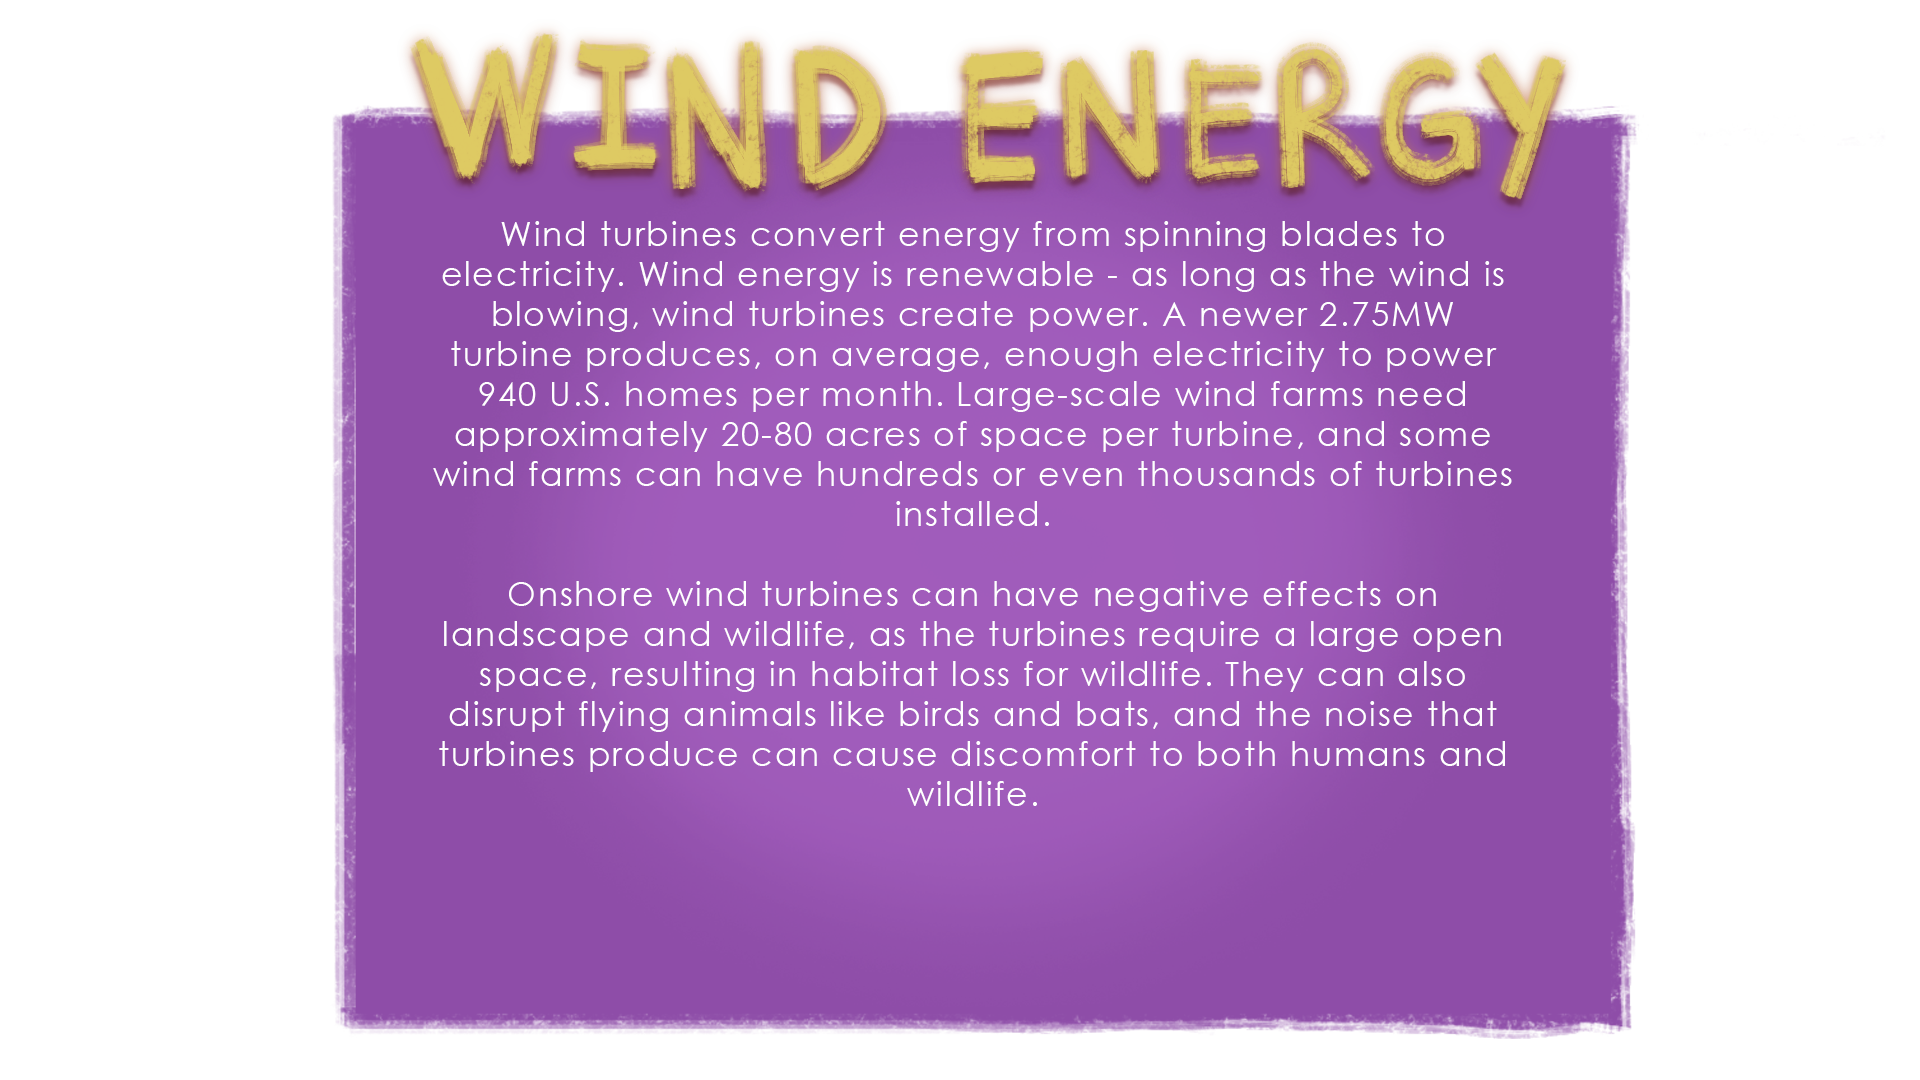 WIND ENERGY
Wind turbines convert energy from spinning blades to
electricity. Wind energy is renewable - as long as the wind is
blowing, wind turbines create power. A newer 2.75MW
turbine produces, on average, enough electricity to power
940 U.S. homes per month. Large-scale wind farms need
approximately 20-80 acres of space per turbine, and some
wind farms can have hundreds or even thousands of turbines
installed.
Onshore wind turbines can have negative effects on
landscape and wildlife, as the turbines require a large open
space, resulting in habitat loss for wildlife. They can also
disrupt flying animals like birds and bats, and the noise that
turbines produce can cause discomfort to both humans and
wildlife.